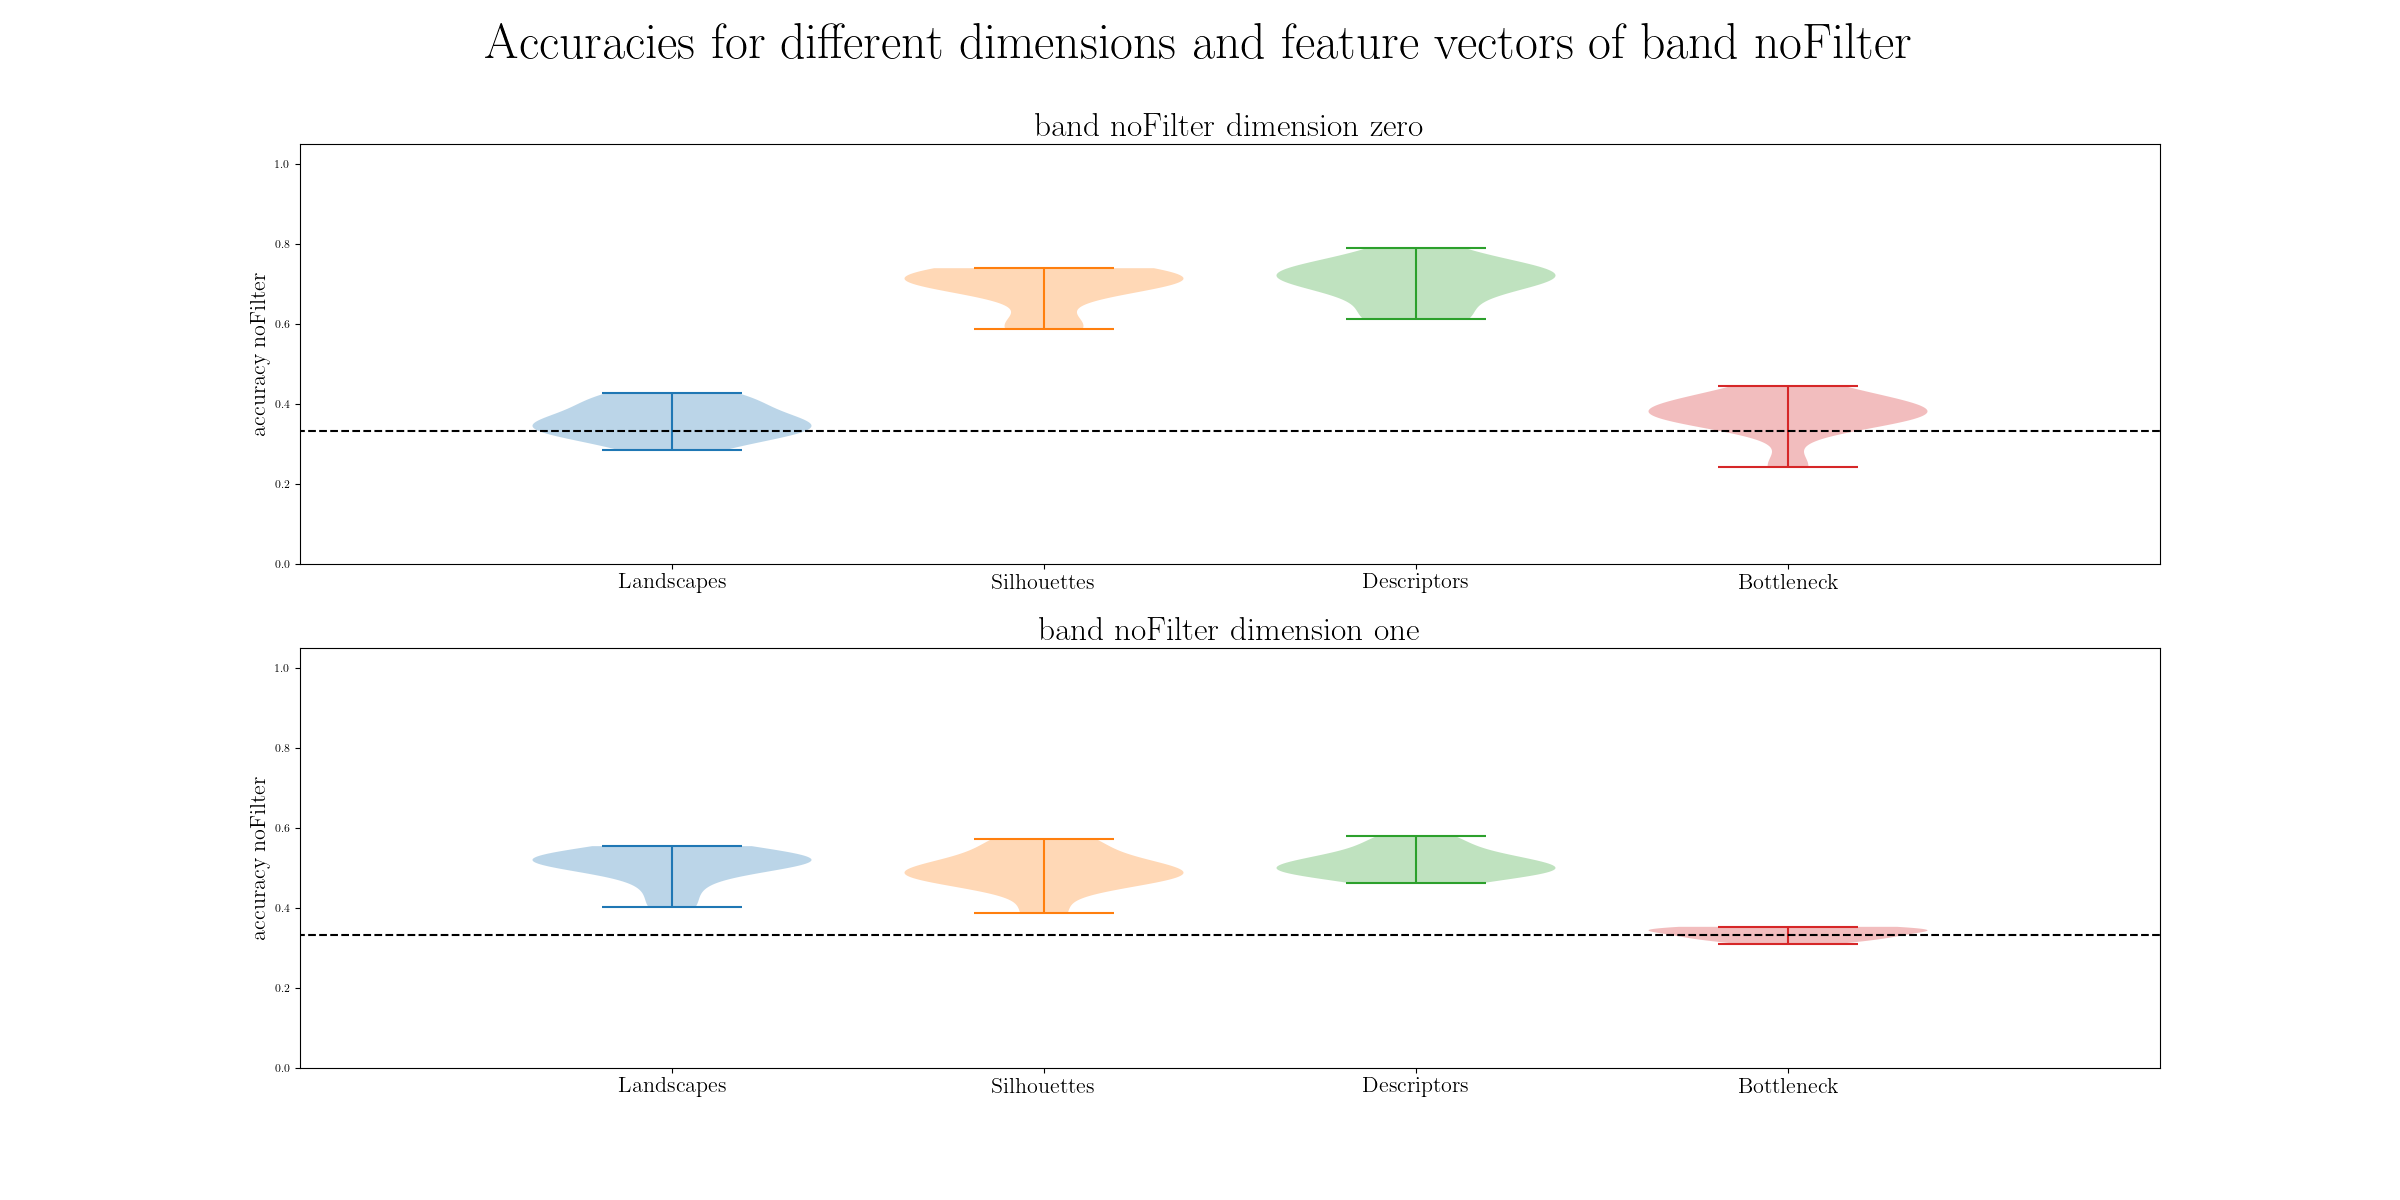 Accuracies for different dimensions and feature vectors of band noFilter
band noFilter dimension zero
accuracy noFilter
1.0
0.8
0.6
0.4
0.2
0.0
Landscapes Silhouettes Descriptors Bottleneck
band noFilter dimension one
accuracy noFilter
1.0
0.8
0.6
0.4
0.2
0.0
Landscapes Silhouettes Descriptors Bottleneck